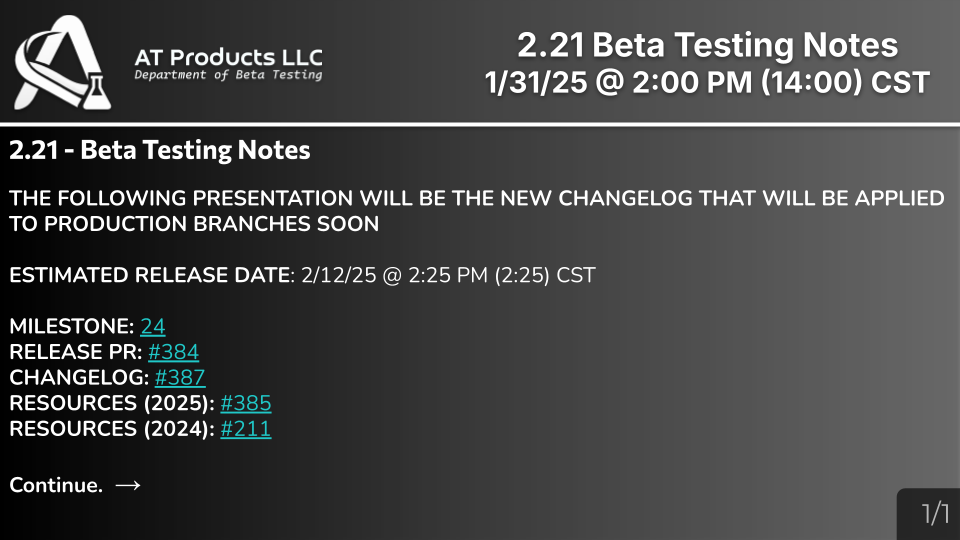 AT Products LLC
Department of Beta Testing
2.21 Beta Testing Notes
1/31/25 @ 2:00 PM (14:00) CST
2.21 - Beta Testing Notes
THE FOLLOWING PRESENTATION WILL BE THE NEW CHANGELOG THAT WILL BE APPLIED
TO PRODUCTION BRANCHES SOON
ESTIMATED RELEASE DATE: 2/12/25 @ 2:25 PM (2:25) CST
MILESTONE: 24
RELEASE PR: #384
CHANGELOG: #387
RESOURCES (2025): #385
RESOURCES (2024): #211
Continue. →
1/1